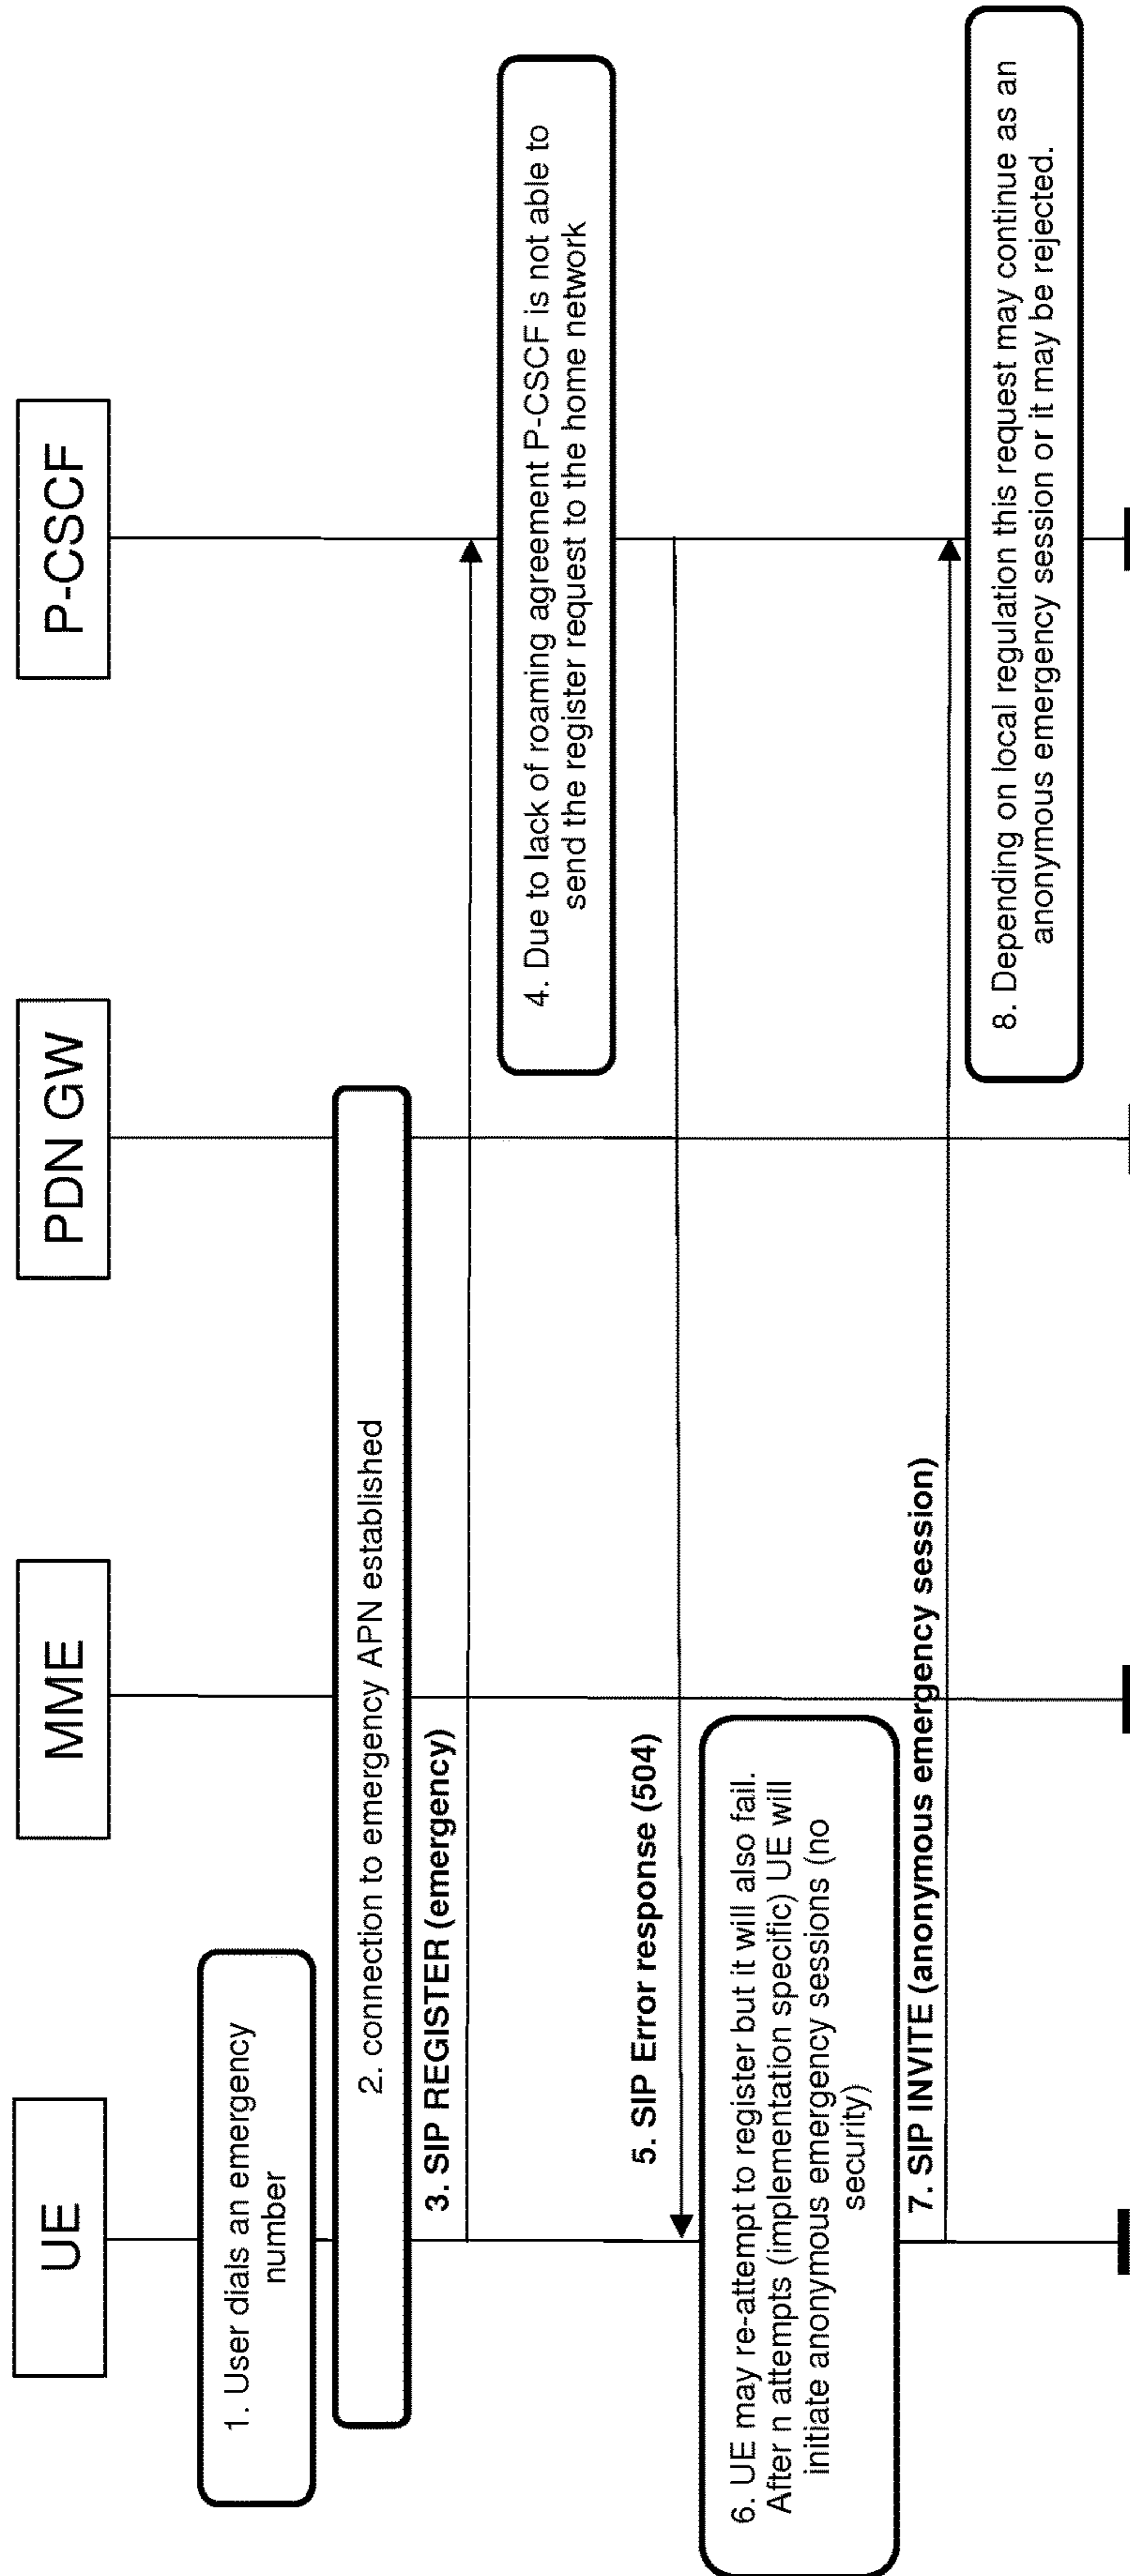 UE
MME
PDN GW
P-CSCF
1. User dials an emergency
number
2. connection to emergency APN established
3. SIP REGISTER (emergency)
4. Due to lack of roaming agreement P-CSCF is not able to
send the register request to the home network
5. SIP Error response (504)
6. UE may re-attempt to register but it will also fail.
After n attempts (implementation specific) UE will
initiate anonymous emergency sessions (no
security)
7. SIP INVITE (anonymous emergency session)
8. Depending on local regulation this request may continue as an
anonymous emergency session or it may be rejected.